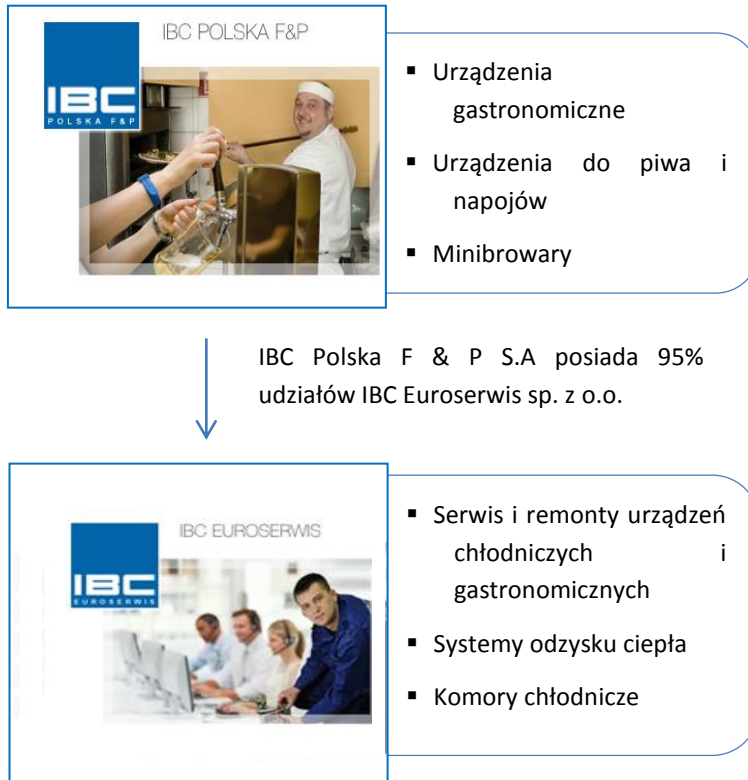 IBC POLSKA F&P
IBC
POLSKA F&P
▪ Urządzenia
gastronomiczne
▪ Urządzenia do piwa i
napojów
▪ Minibrowary
IBC Polska F & P S.A posiada 95%
udziałów IBC Euroserwis sp. z o.o.
IBC EUROSERWIS
IBC
EUROSERWIS
▪ Serwis i remonty urządzeń
chłodniczych i
gastronomicznych
▪ Systemy odzysku ciepła
▪ Komory chłodnicze